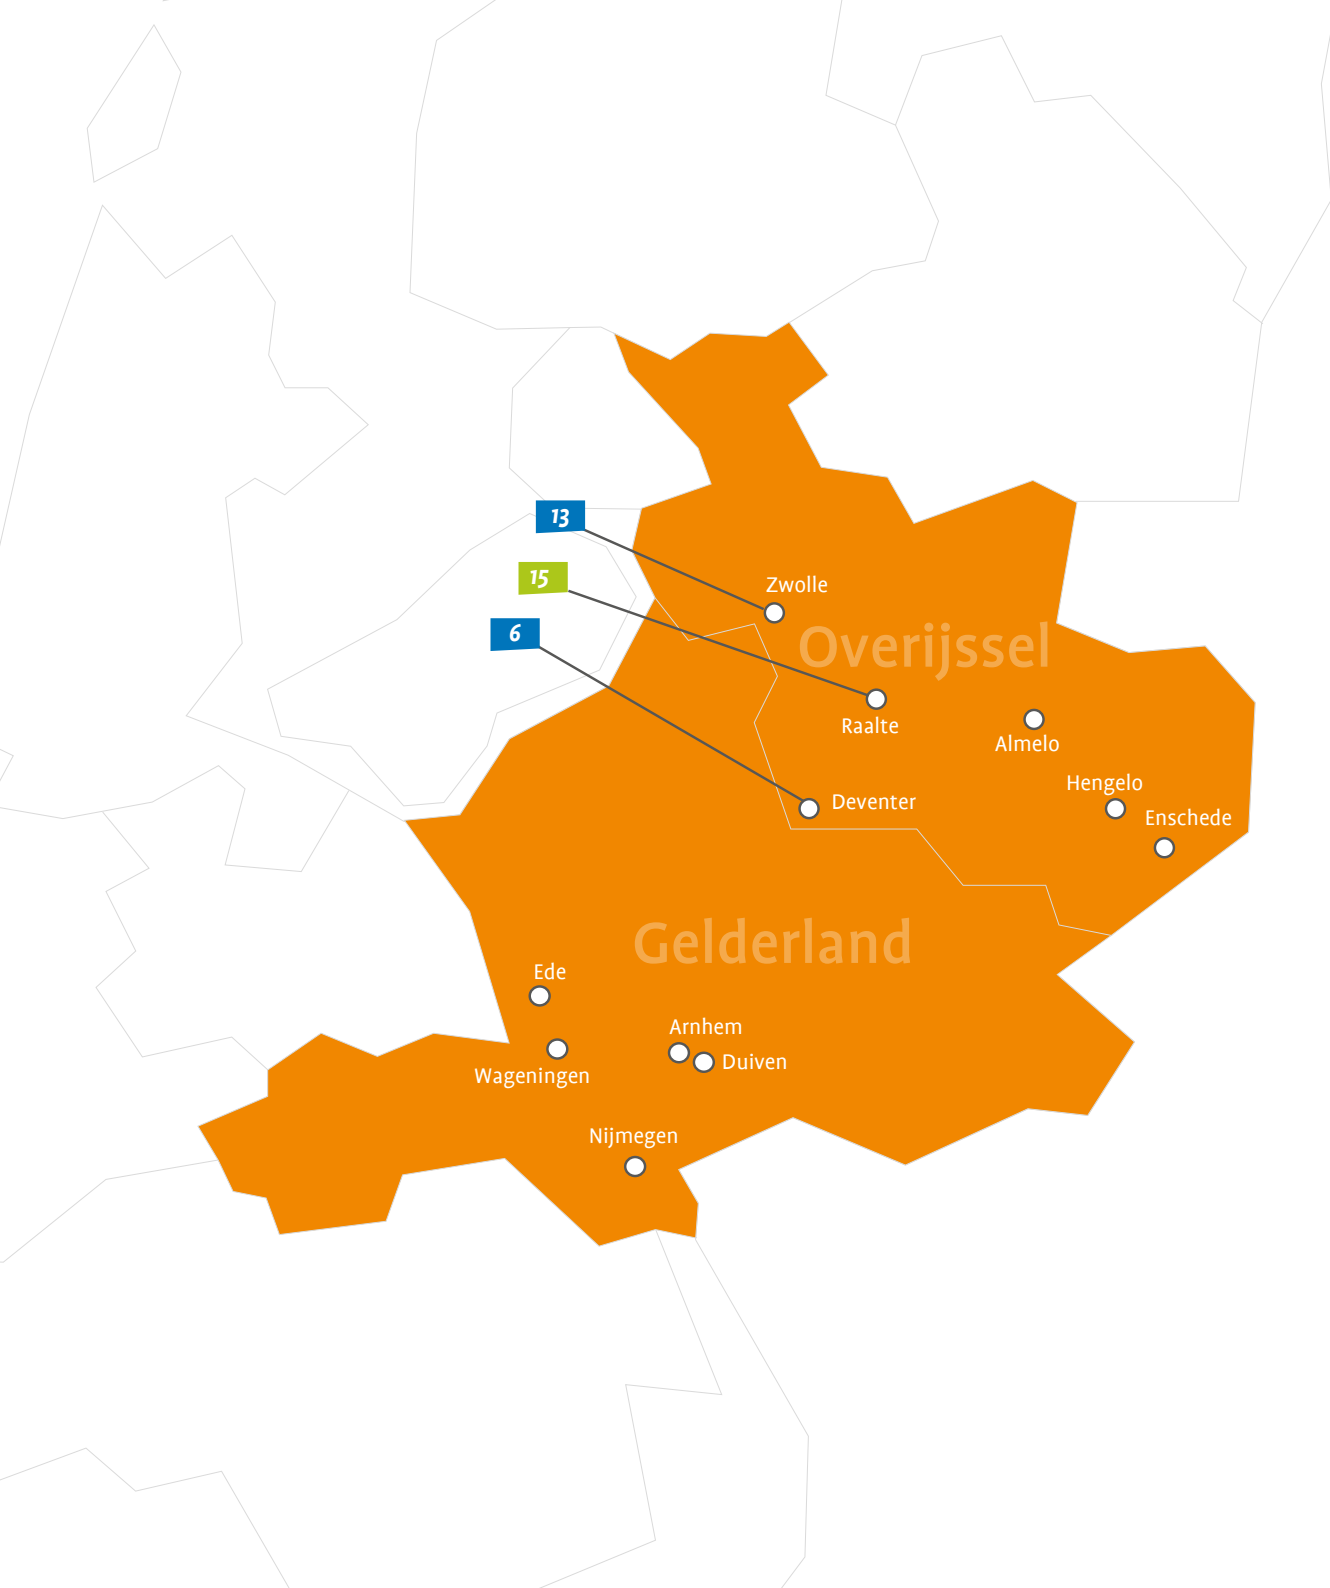 13
15
6
Zwolle
Overijssel
Raalte
Almelo
Hengelo
Deventer
Enschede
Gelderland
Ede
Arnhem
Duiven
Wageningen
Nijmegen